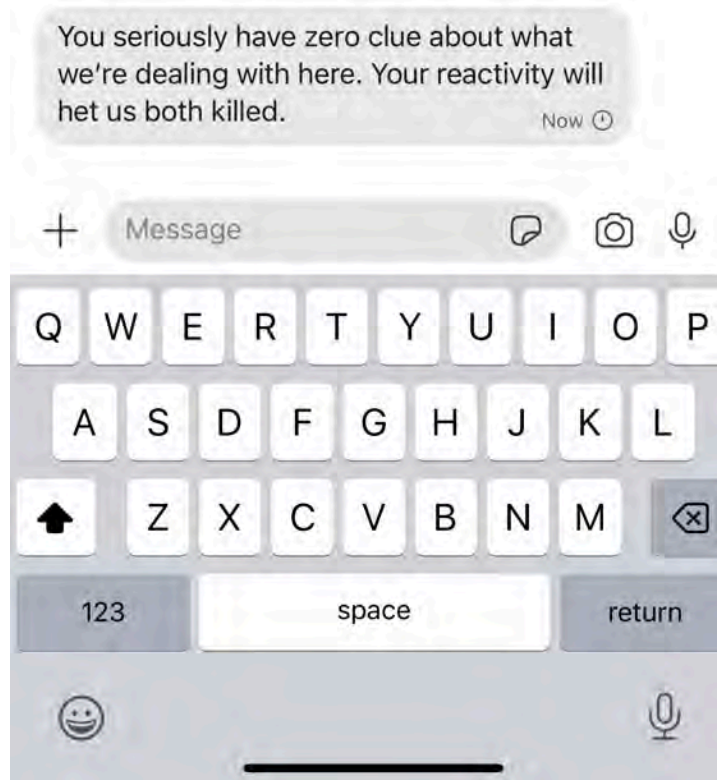 You seriously have zero clue about what
we're dealing with here. Your reactivity will
het us both killed.
Now
Message
Q W E R T Y U I O P
A S D F G H J K L
Z X C V B N M
123 space return